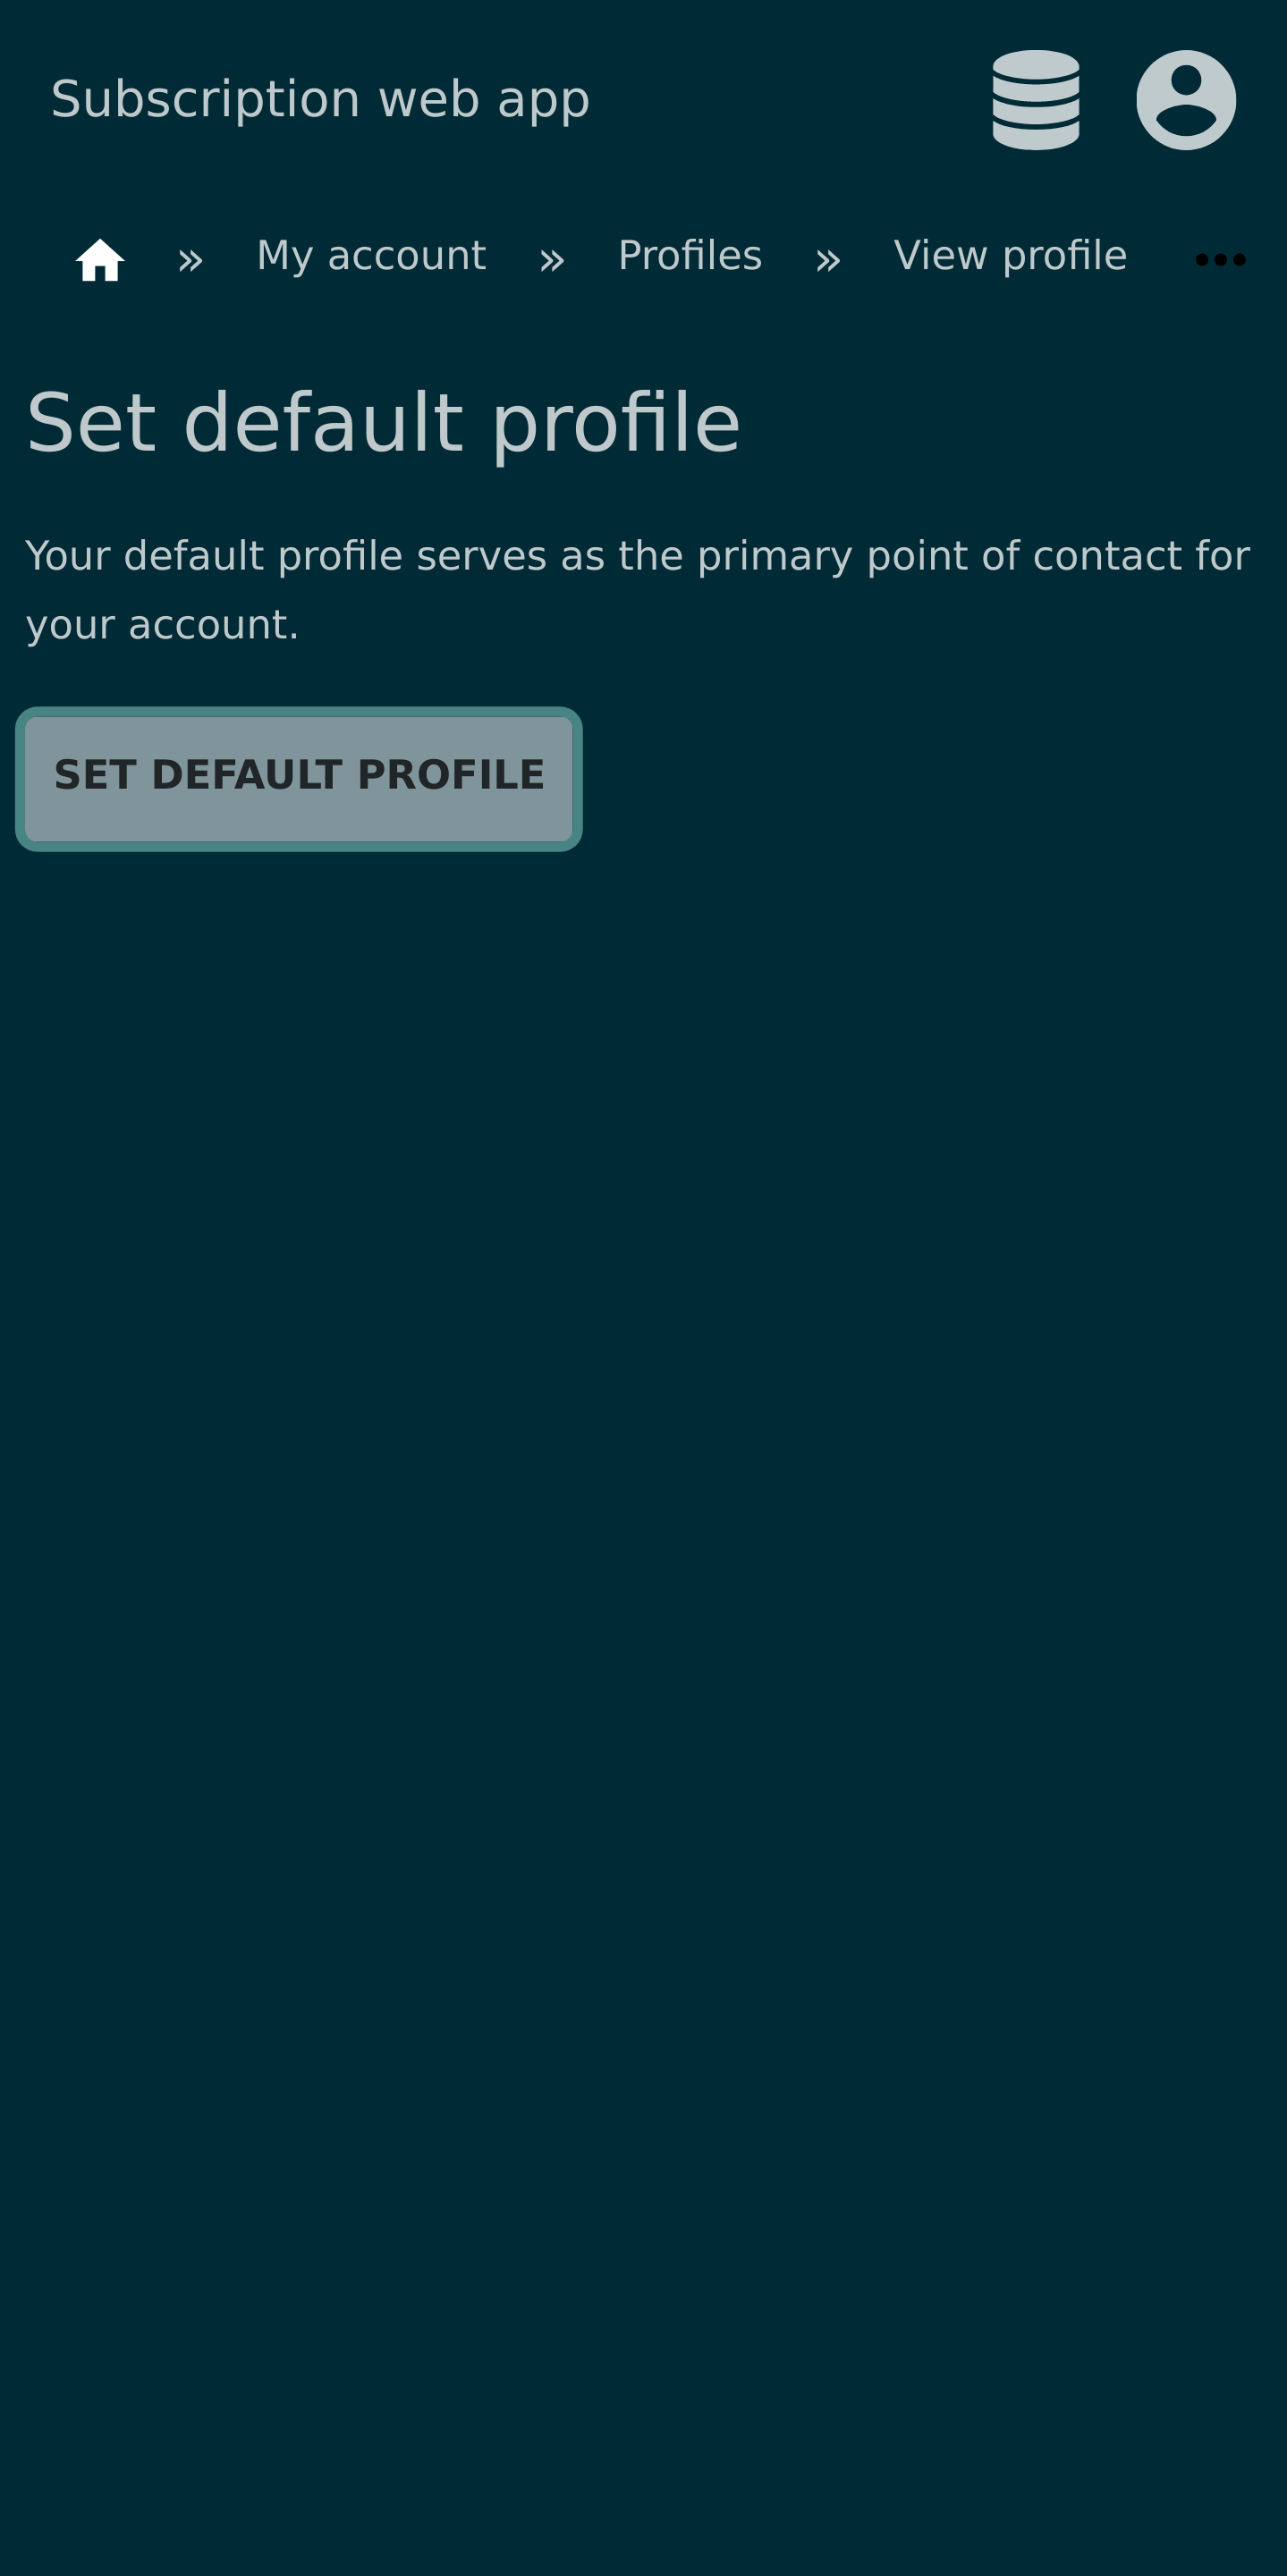 Subscription web app
» My account » Profiles » View profile
Set default profile
Your default profile serves as the primary point of contact for
your account.
SET DEFAULT PROFILE